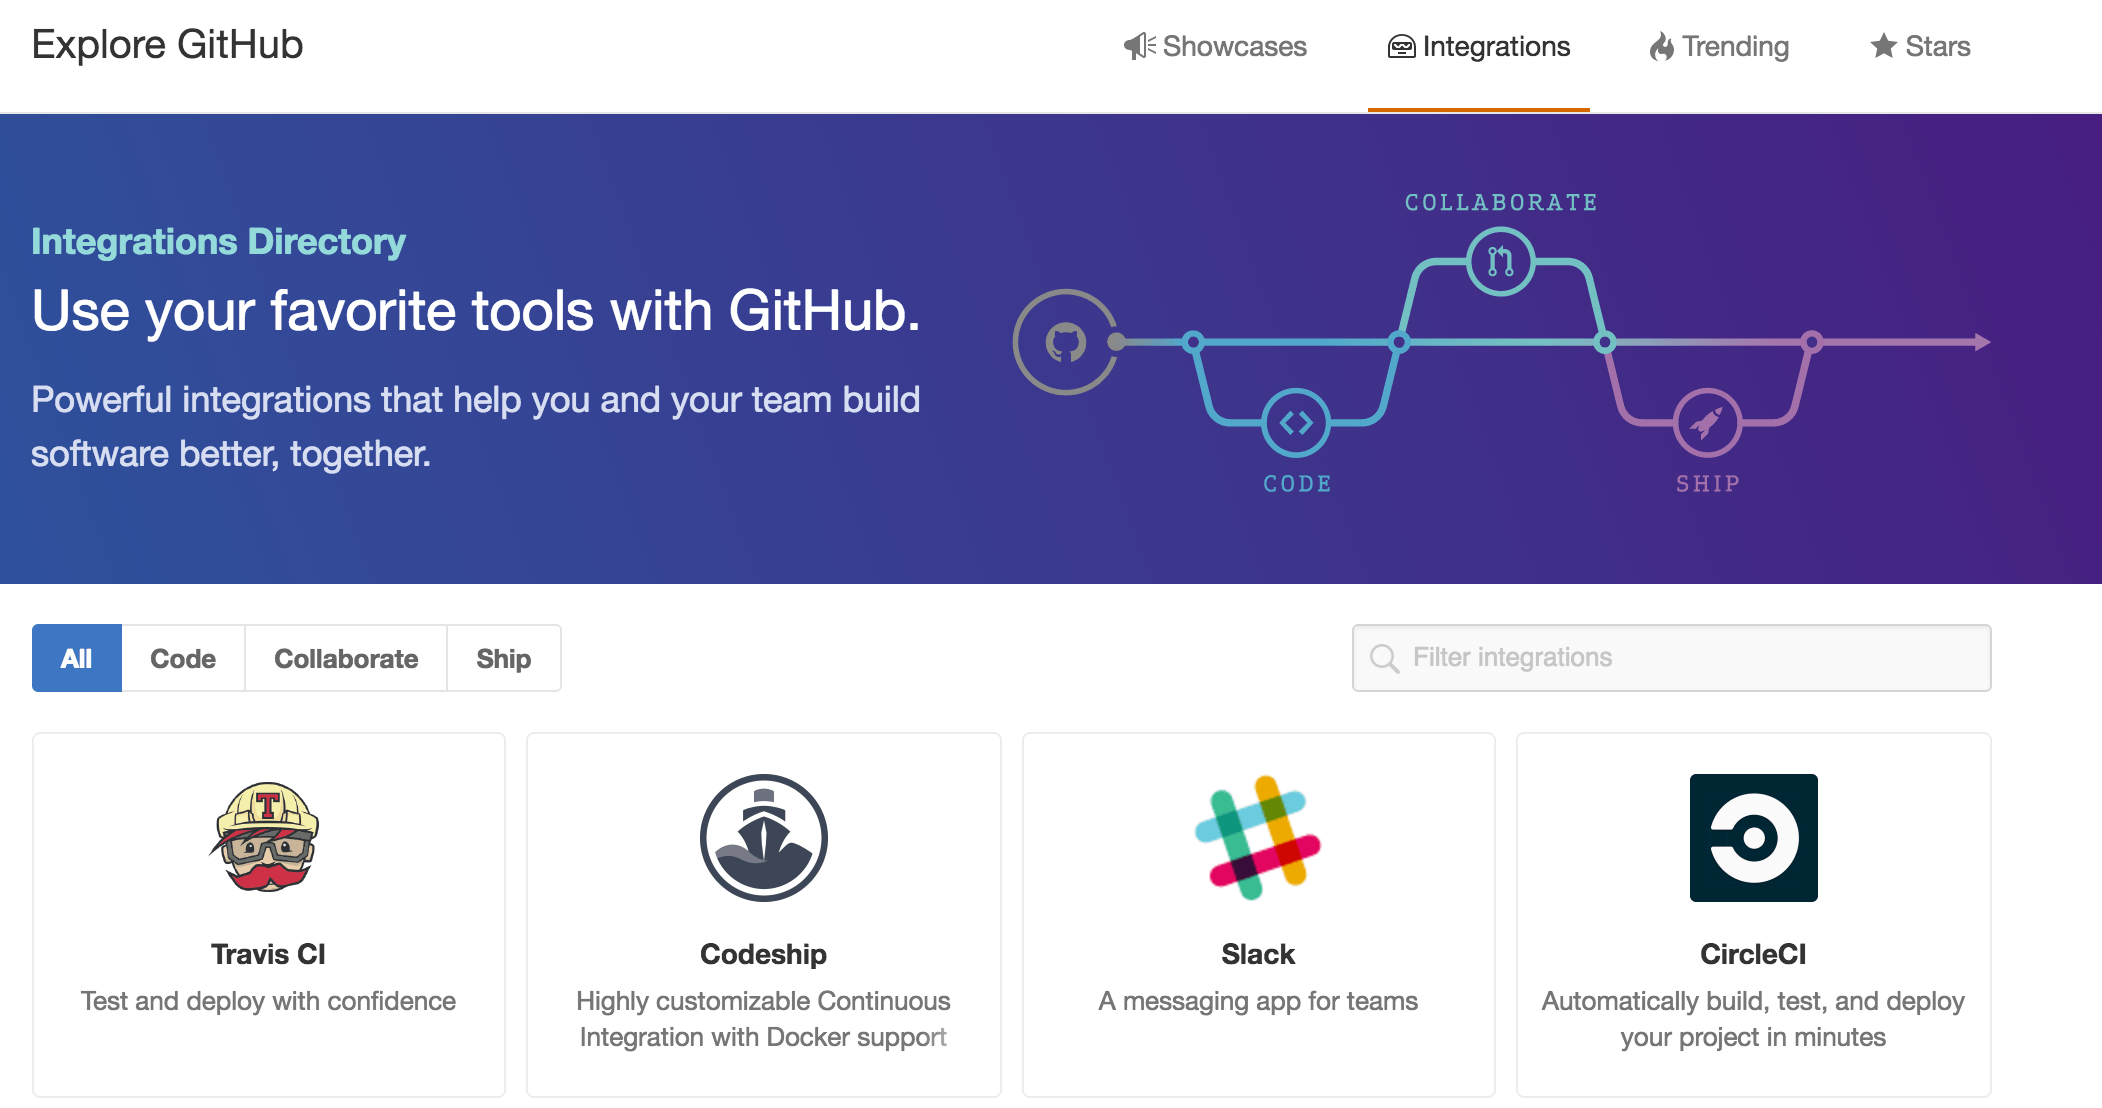 Explore GitHub
Showcases
Integrations
Trending
Stars
Integrations Directory
Use your favorite tools with GitHub.
Powerful integrations that help you and your team build
software better, together.
COLLABORATE
CODE
SHIP
All
Code
Collaborate
Ship
Filter integrations
T
Travis CI
Test and deploy with confidence
Codeship
Highly customizable Continuous
Integration with Docker support
Slack
A messaging app for teams
CircleCI
Automatically build, test, and deploy
your project in minutes